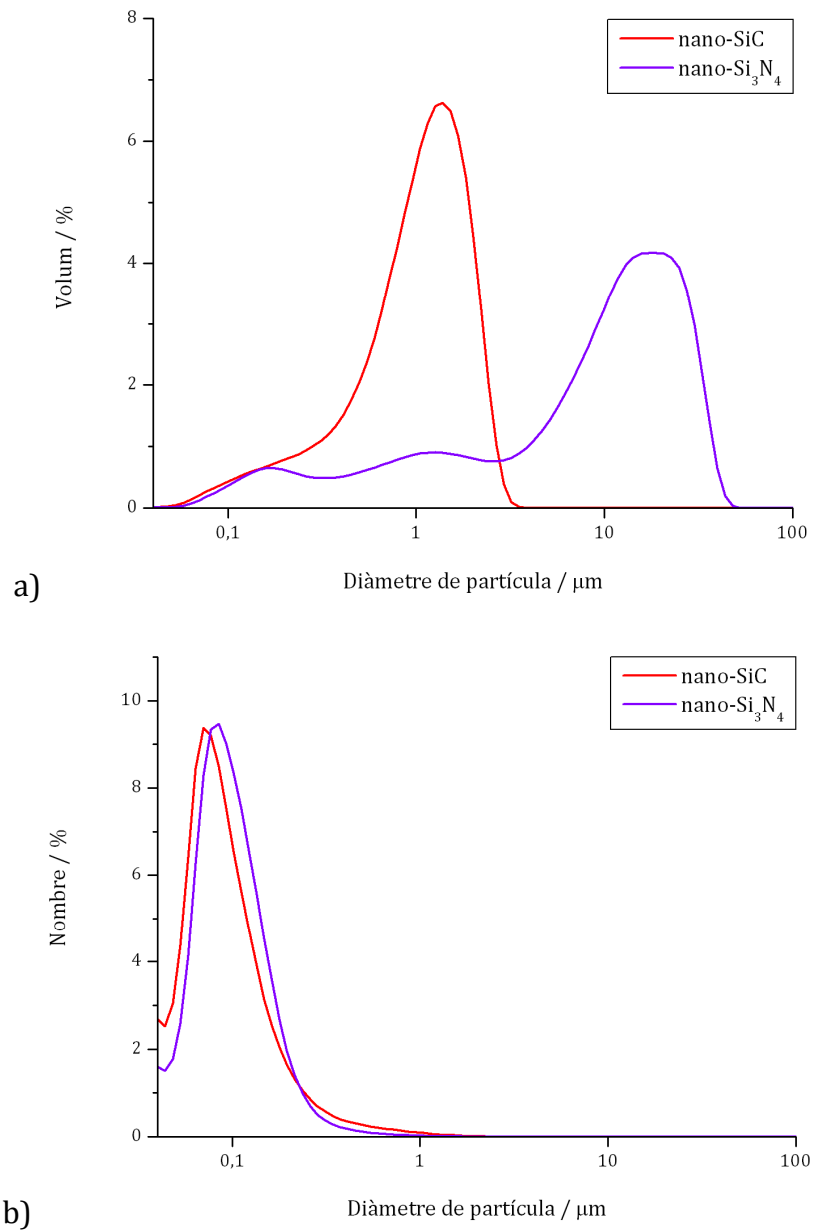 8
6
4
2
0
Volum / %
nano-SiC
nano-Si₃N₄
0,1
1
10
100
Diàmetre de partícula / μm
a)
10
8
6
4
2
0
Nombre / %
nano-SiC
nano-Si₃N₄
0,1
1
10
100
Diàmetre de partícula / μm
b)